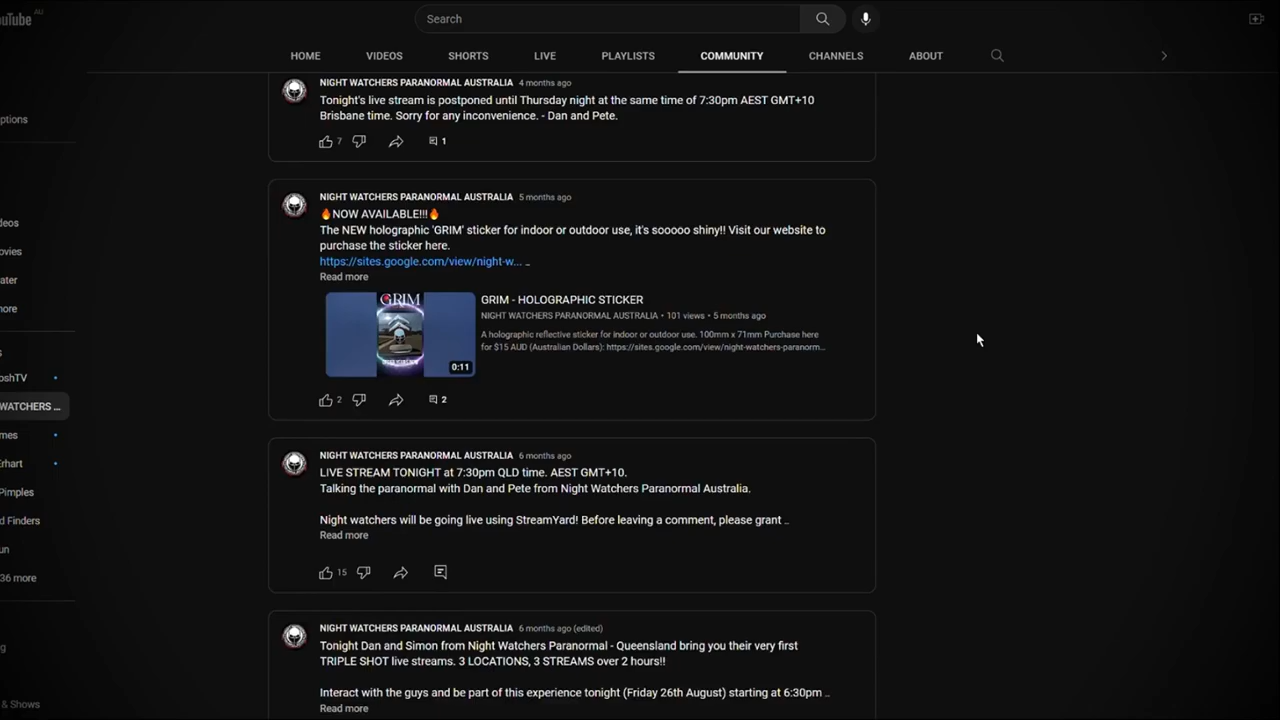 ouTube AU
Search
HOME VIDEOS SHORTS LIVE PLAYLISTS COMMUNITY CHANNELS ABOUT
NIGHT WATCHERS PARANORMAL AUSTRALIA 4 months ago
Tonight's live stream is postponed until Thursday night at the same time of 7:30pm AEST GMT+10
Brisbane time. Sorry for any inconvenience. - Dan and Pete.
7 1
ptions
NIGHT WATCHERS PARANORMAL AUSTRALIA 5 months ago
🔥NOW AVAILABLE!!!🔥
The NEW holographic 'GRIM' sticker for indoor or outdoor use, it's sooooo shiny!! Visit our website to
purchase the sticker here.
https://sites.google.com/view/night-w... ...
Read more
GRIM
GRIM - HOLOGRAPHIC STICKER
NIGHT WATCHERS PARANORMAL AUSTRALIA • 101 views • 5 months ago
A holographic reflective sticker for indoor or outdoor use. 100mm x 71mm Purchase here
for $15 AUD (Australian Dollars): https://sites.google.com/view/night-watchers-paranorm...
0:11
2 2
deos
ovies
ater
ore
s
oshTV
WATCHERS ...
mes
Erhart
Pimples
d Finders
un
36 more
NIGHT WATCHERS PARANORMAL AUSTRALIA 6 months ago
LIVE STREAM TONIGHT at 7:30pm QLD time. AEST GMT+10.
Talking the paranormal with Dan and Pete from Night Watchers Paranormal Australia.
Night watchers will be going live using StreamYard! Before leaving a comment, please grant ...
Read more
15
NIGHT WATCHERS PARANORMAL AUSTRALIA 6 months ago (edited)
Tonight Dan and Simon from Night Watchers Paranormal - Queensland bring you their very first
TRIPLE SHOT live streams. 3 LOCATIONS, 3 STREAMS over 2 hours!!
Interact with the guys and be part of this experience tonight (Friday 26th August) starting at 6:30pm ...
Read more
g
& Shows